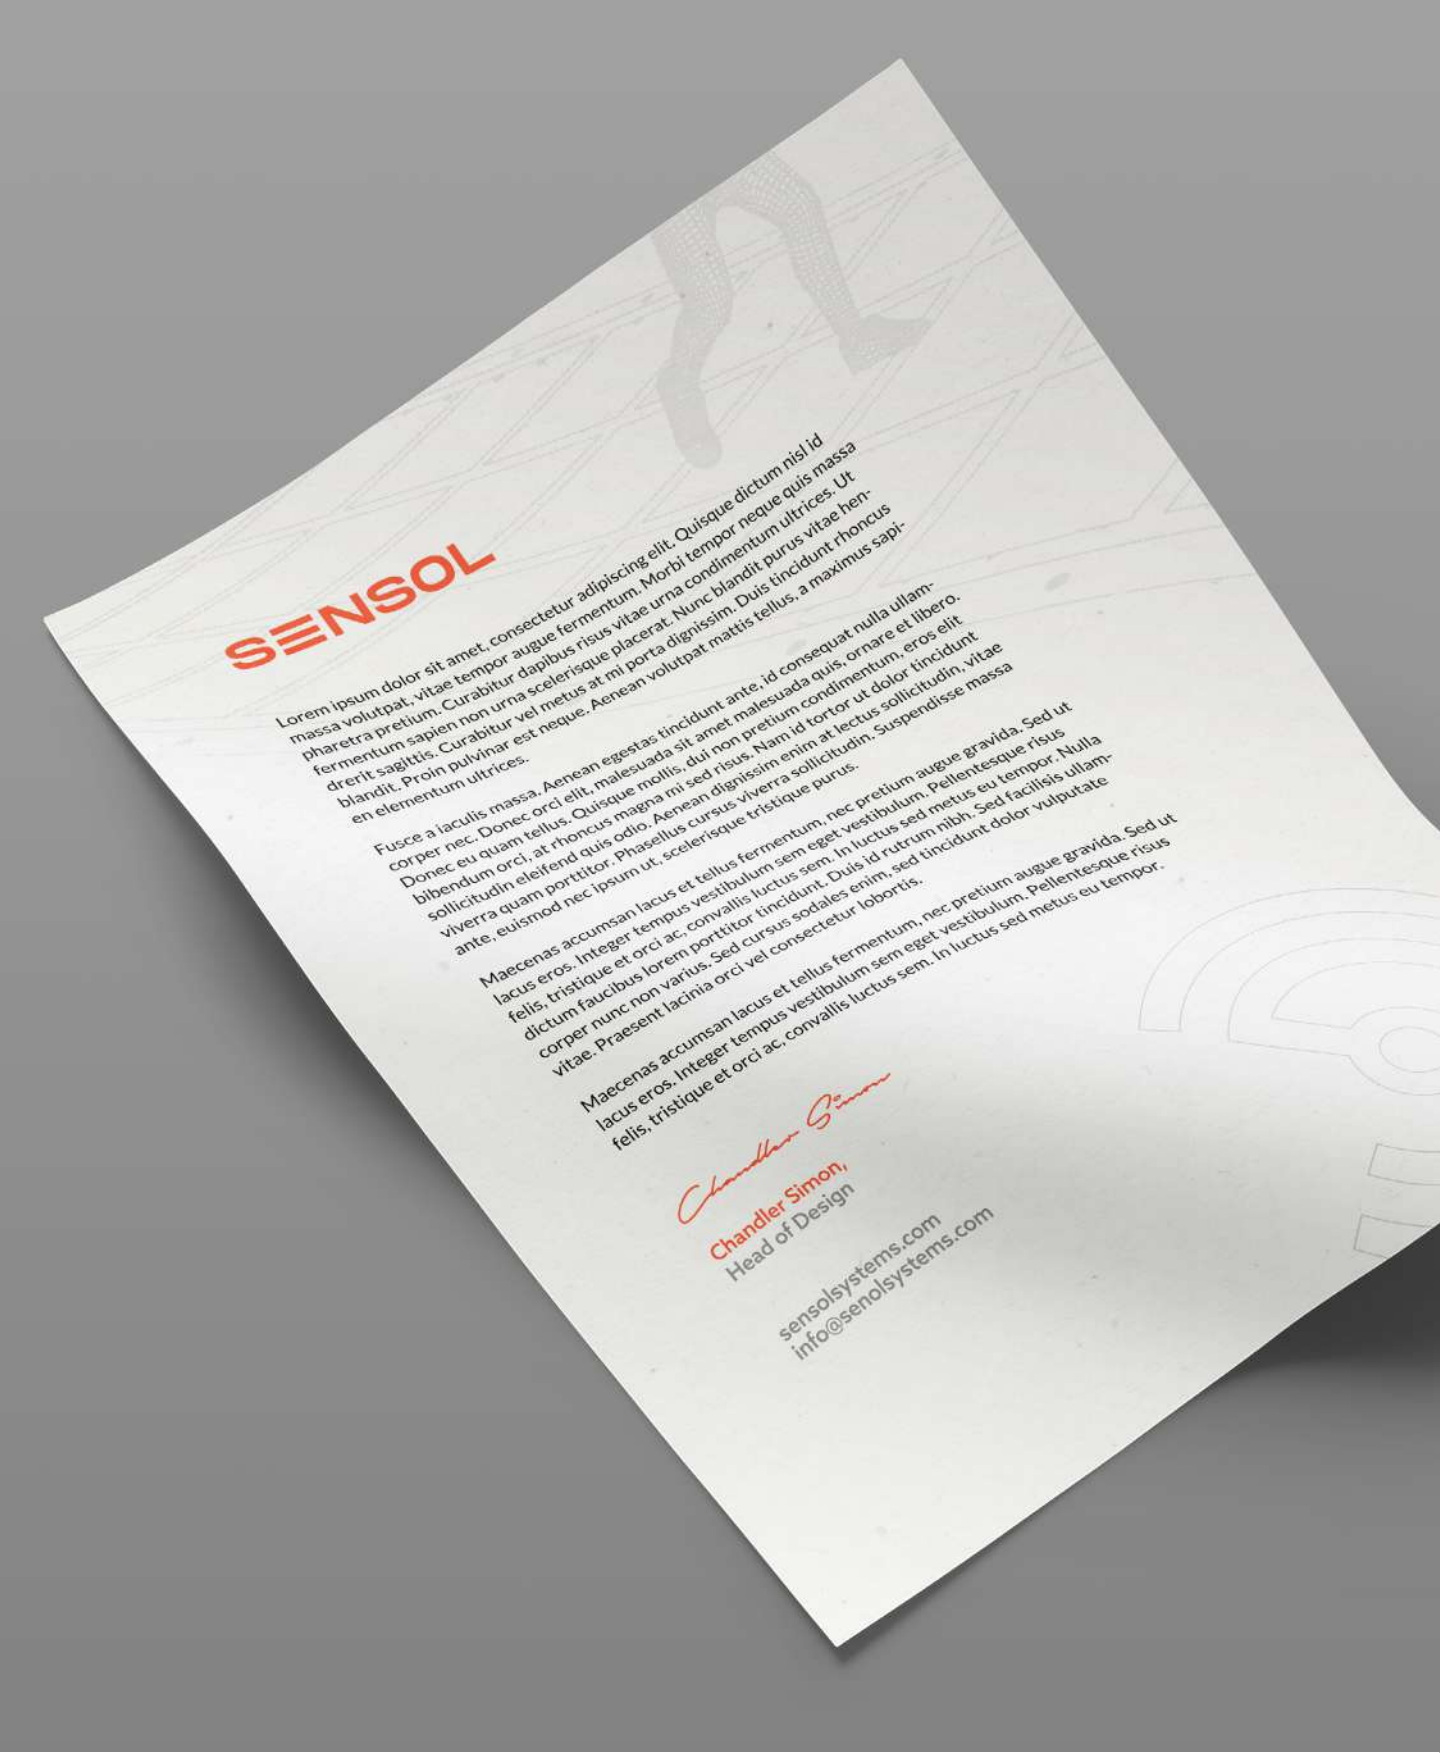 SENSOL
Lorem ipsum dolor sit amet, consectetur adipiscing elit. Quisque dictum nisl id
massa volutpat, vitae tempor augue fermentum. Morbi tempor neque quis massa
pharetra pretium. Curabitur dapibus risus vitae urna condimentum ultrices. Ut
fermentum sapien non urna scelerisque placerat. Nunc blandit purus vitae hen-
drerit sagittis. Curabitur vel metus at mi porta dignissim. Duis tincidunt rhoncus
blandit. Proin pulvinar est neque. Aenean volutpat mattis tellus, a maximus sapi-
en elementum ultrices.
Fusce a iaculis massa. Aenean egestas tincidunt ante, id consequat nulla ullam-
corper nec. Donec orci elit, malesuada sit amet malesuada quis, ornare et libero.
Donec eu quam tellus. Quisque mollis, dui non pretium condimentum, eros elit
bibendum orci, at rhoncus magna mi sed risus. Nam id tortor ut dolor tincidunt
sollicitudin eleifend quis odio. Aenean dignissim enim at lectus sollicitudin, vitae
viverra quam porttitor. Phasellus cursus viverra sollicitudin. Suspendisse massa
ante, euismod nec ipsum ut, scelerisque tristique purus.
Maecenas accumsan lacus et tellus fermentum, nec pretium augue gravida. Sed ut
lacus eros. Integer tempus vestibulum sem eget vestibulum. Pellentesque risus
felis, tristique et orci ac, convallis luctus sem. In luctus sed metus eu tempor. Nulla
dictum faucibus lorem porttitor tincidunt. Duis id rutrum nibh. Sed facilisis ullam-
corper nunc non varius. Sed cursus sodales enim, sed tincidunt dolor vulputate
vitae. Praesent lacinia orci vel consectetur lobortis.
Maecenas accumsan lacus et tellus fermentum, nec pretium augue gravida. Sed ut
lacus eros. Integer tempus vestibulum sem eget vestibulum. Pellentesque risus
felis, tristique et orci ac, convallis luctus sem. In luctus sed metus eu tempor.
Chandler Simon
Chandler Simon,
Head of Design
sensolsystems.com
info@senolsystems.com